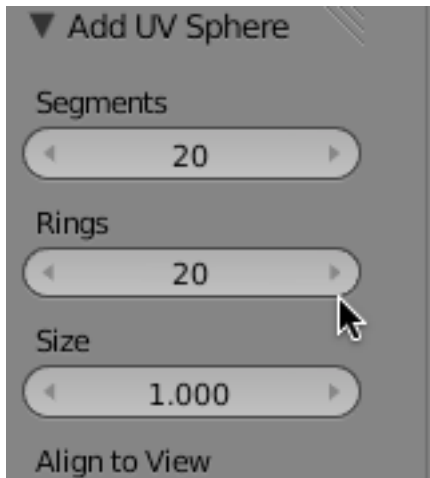 Add UV Sphere
Segments
20
Rings
20
Size
1.000
Align to View